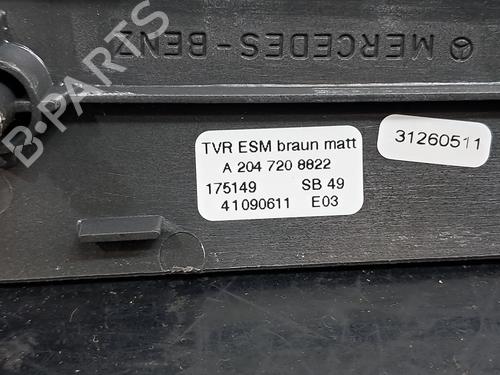 MERCEDES-BENZ
TVR ESM braun matt
A 204 720 8822
175149 SB 49
41090611 E03
31260511
B-PARTS